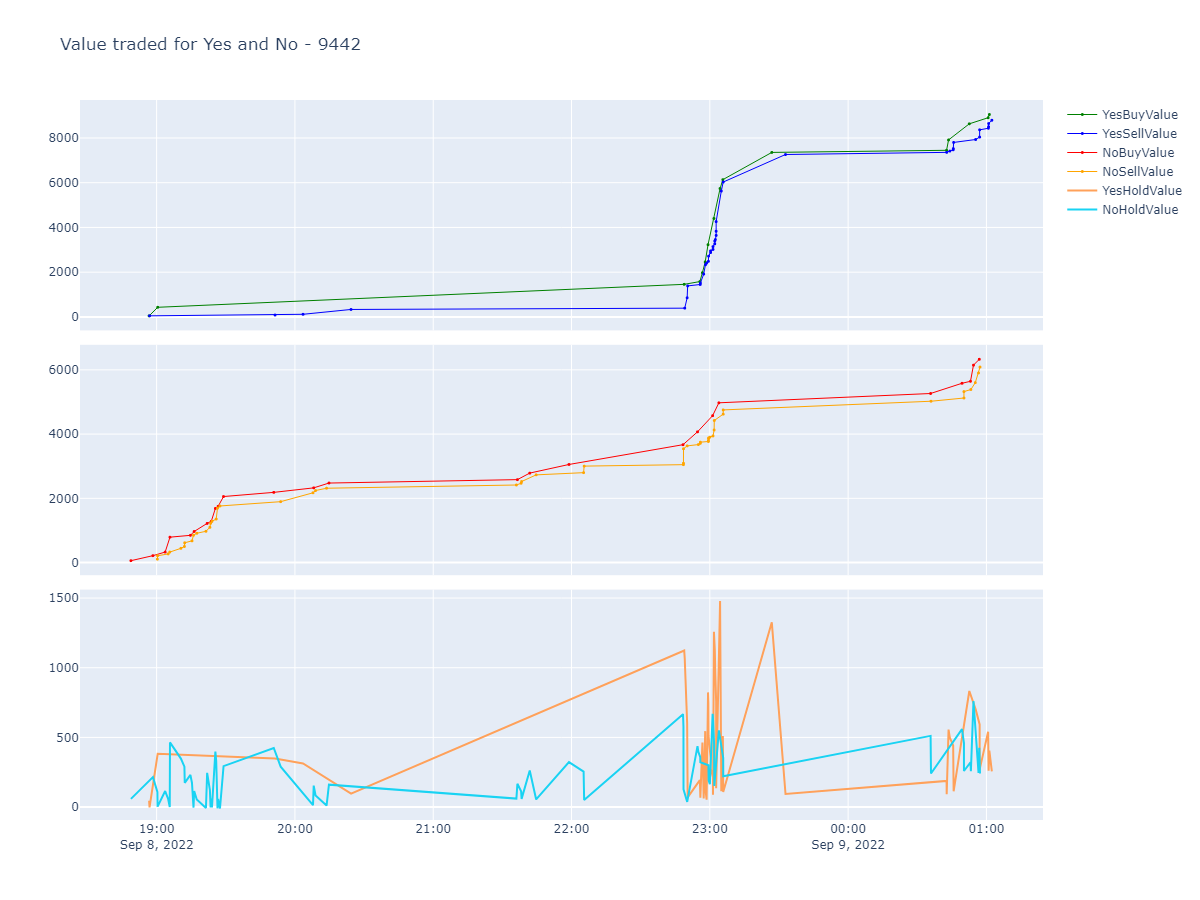 Value traded for Yes and No - 9442
YesBuyValue
YesSellValue
NoBuyValue
NoSellValue
YesHoldValue
NoHoldValue
8000
6000
4000
2000
0
6000
4000
2000
0
1500
1000
500
0
19:00 20:00 21:00 22:00 23:00 00:00 01:00
Sep 8, 2022 Sep 9, 2022